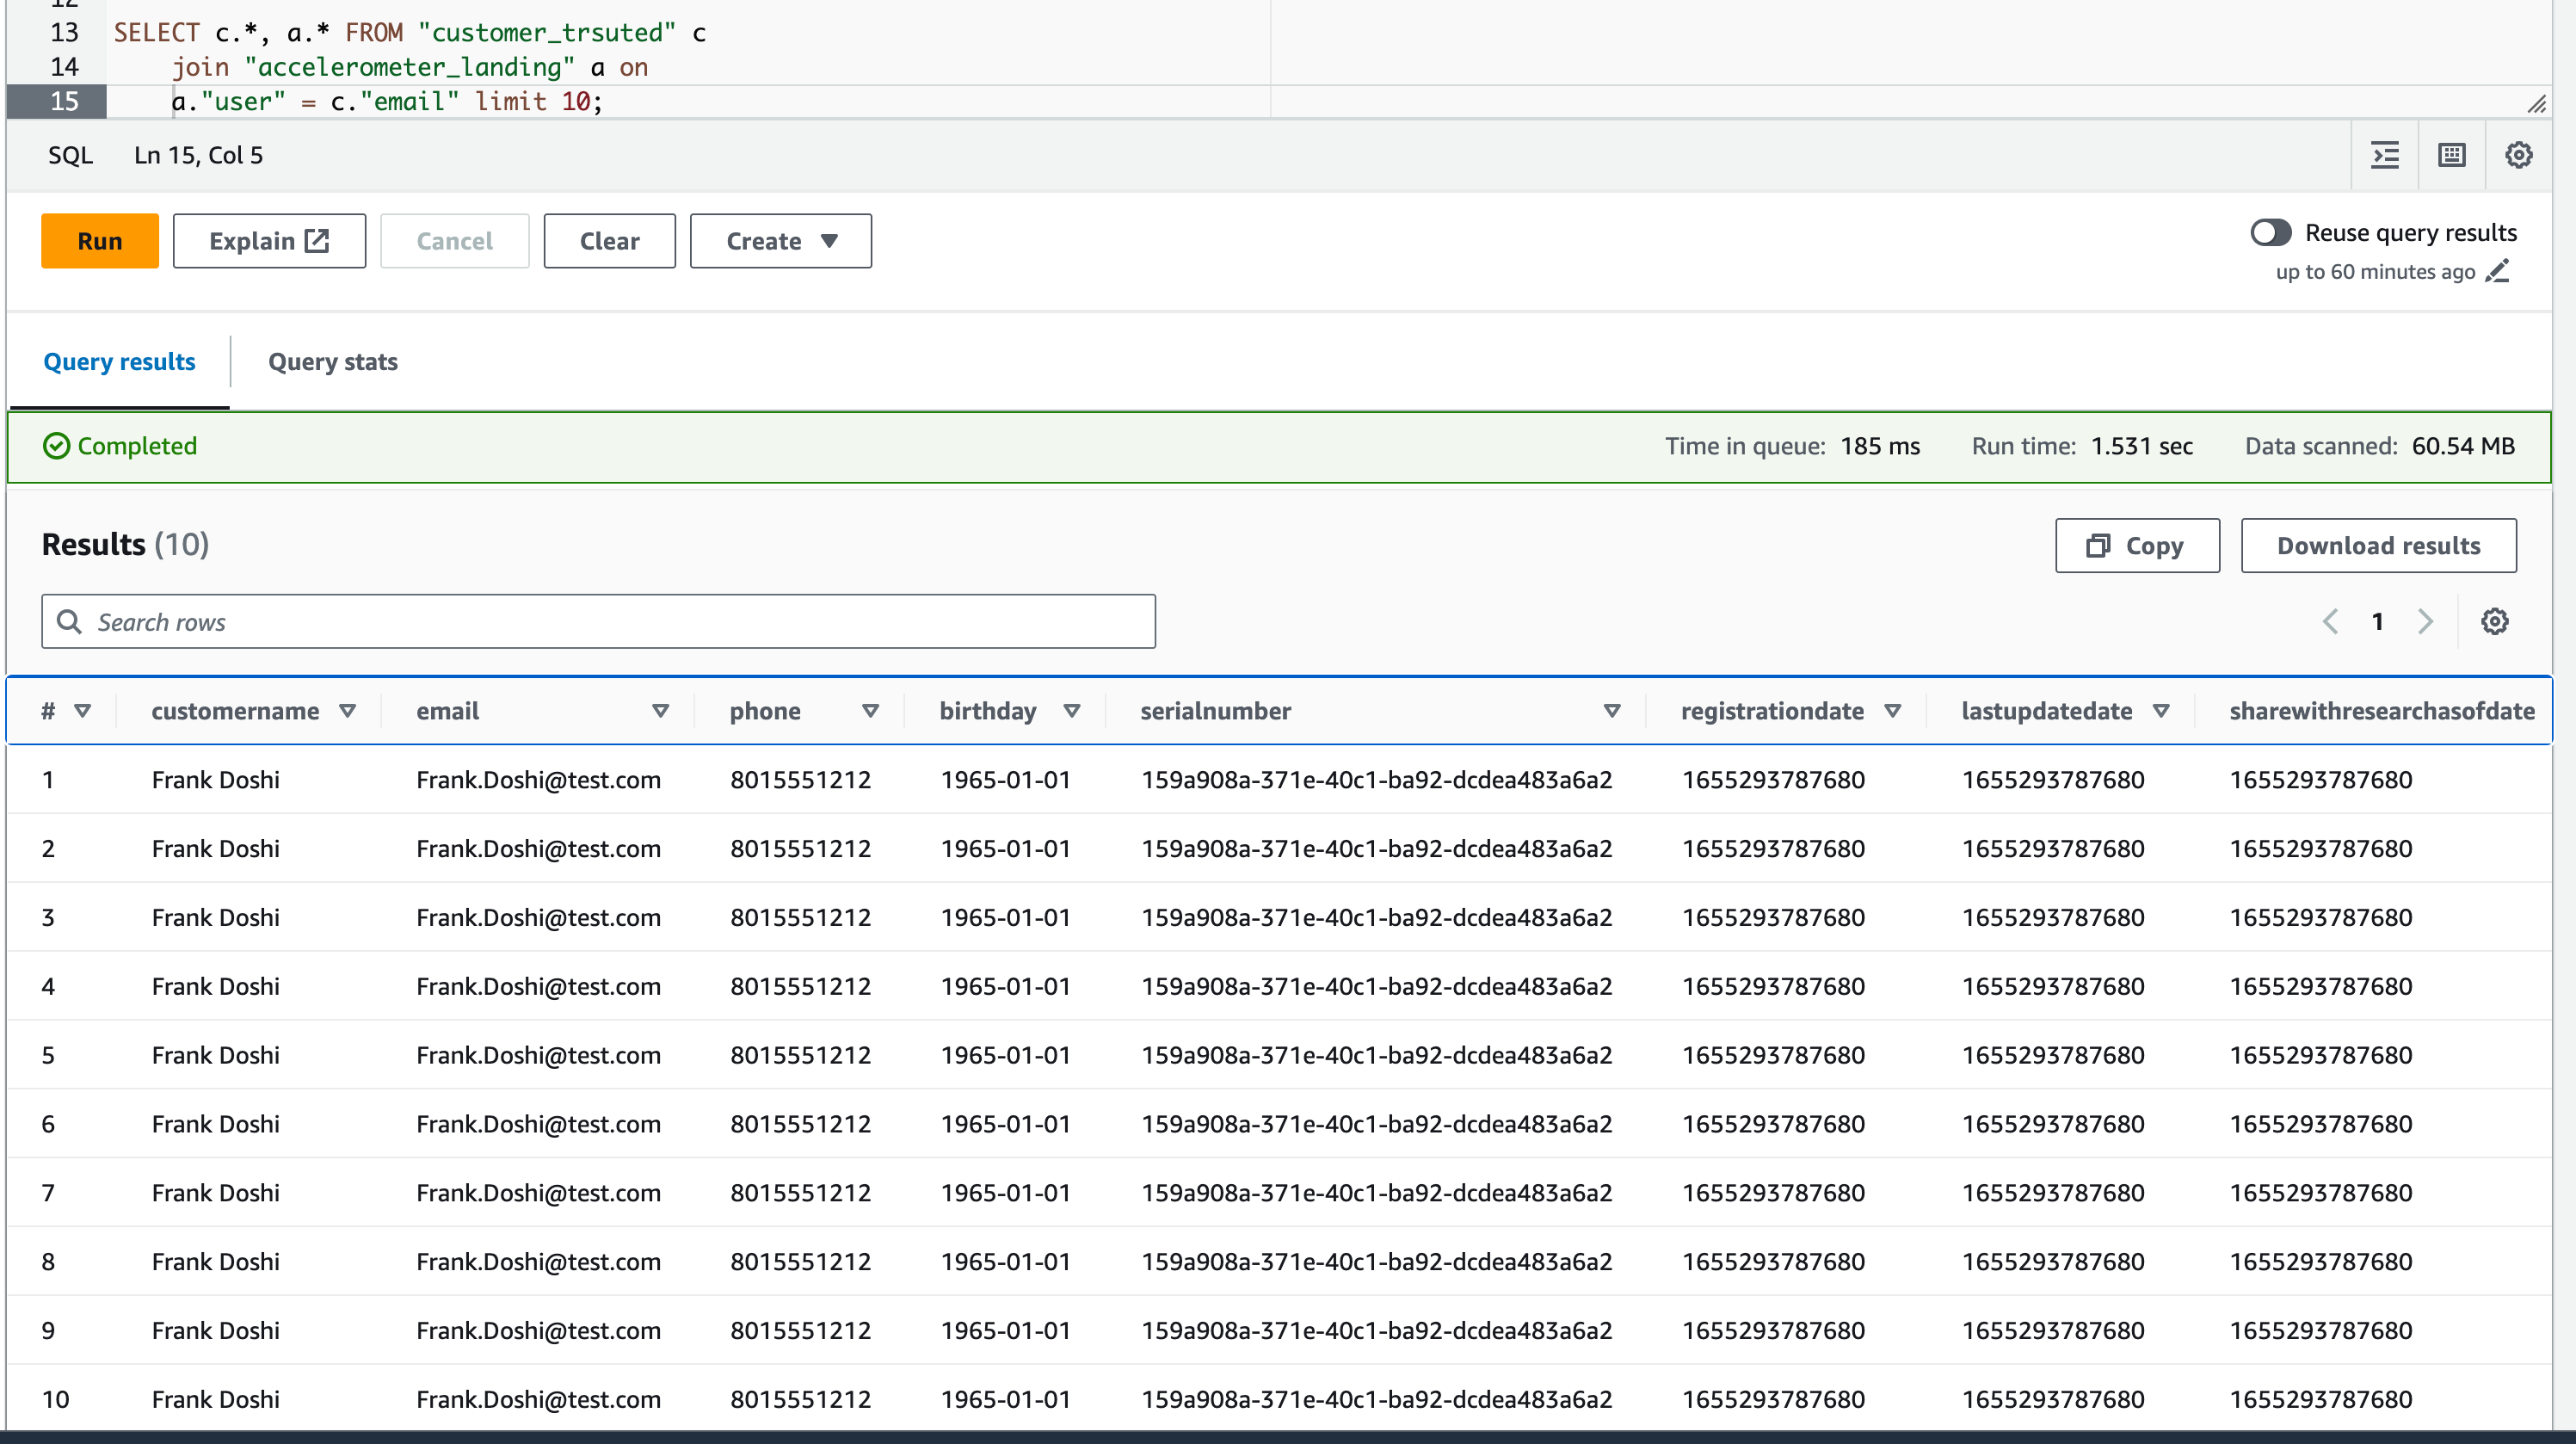 12
13 SELECT c.*, a.* FROM "customer_trsuted" c
14 join "accelerometer_landing" a on
15 a."user" = c."email" limit 10;
SQL Ln 15, Col 5
Run Explain Cancel Clear Create Reuse query results
up to 60 minutes ago
Query results Query stats
Completed Time in queue: 185 ms Run time: 1.531 sec Data scanned: 60.54 MB
Results (10) Copy Download results
Search rows 1
# customername email phone birthday serialnumber registrationdate lastupdatedate sharewithresearchasofdate
1 Frank Doshi Frank.Doshi@test.com 8015551212 1965-01-01 159a908a-371e-40c1-ba92-dcdea483a6a2 1655293787680 1655293787680 1655293787680
2 Frank Doshi Frank.Doshi@test.com 8015551212 1965-01-01 159a908a-371e-40c1-ba92-dcdea483a6a2 1655293787680 1655293787680 1655293787680
3 Frank Doshi Frank.Doshi@test.com 8015551212 1965-01-01 159a908a-371e-40c1-ba92-dcdea483a6a2 1655293787680 1655293787680 1655293787680
4 Frank Doshi Frank.Doshi@test.com 8015551212 1965-01-01 159a908a-371e-40c1-ba92-dcdea483a6a2 1655293787680 1655293787680 1655293787680
5 Frank Doshi Frank.Doshi@test.com 8015551212 1965-01-01 159a908a-371e-40c1-ba92-dcdea483a6a2 1655293787680 1655293787680 1655293787680
6 Frank Doshi Frank.Doshi@test.com 8015551212 1965-01-01 159a908a-371e-40c1-ba92-dcdea483a6a2 1655293787680 1655293787680 1655293787680
7 Frank Doshi Frank.Doshi@test.com 8015551212 1965-01-01 159a908a-371e-40c1-ba92-dcdea483a6a2 1655293787680 1655293787680 1655293787680
8 Frank Doshi Frank.Doshi@test.com 8015551212 1965-01-01 159a908a-371e-40c1-ba92-dcdea483a6a2 1655293787680 1655293787680 1655293787680
9 Frank Doshi Frank.Doshi@test.com 8015551212 1965-01-01 159a908a-371e-40c1-ba92-dcdea483a6a2 1655293787680 1655293787680 1655293787680
10 Frank Doshi Frank.Doshi@test.com 8015551212 1965-01-01 159a908a-371e-40c1-ba92-dcdea483a6a2 1655293787680 1655293787680 1655293787680